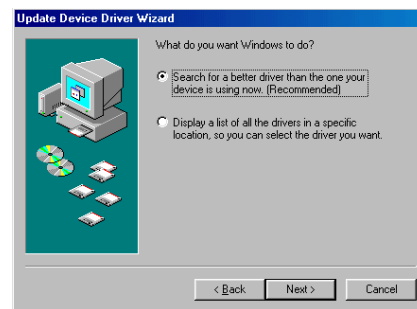 Update Device Driver Wizard
What do you want Windows to do?
Search for a better driver than the one your
device is using now. (Recommended)
Display a list of all the drivers in a specific
location, so you can select the driver you want.
< Back
Next >
Cancel